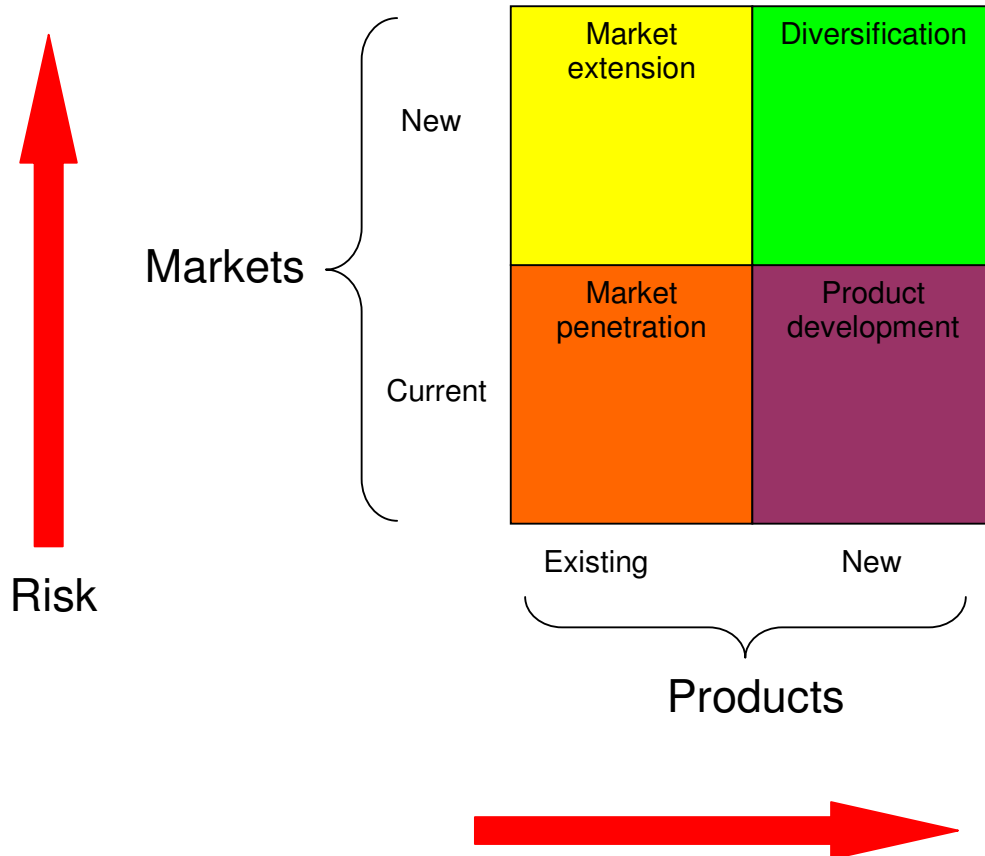 Market
extension
Diversification
New
Markets
Market
penetration
Product
development
Current
Existing
New
Risk
Products